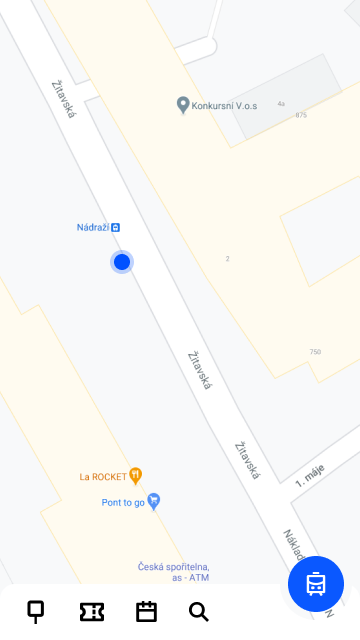 Žitavská
Konkursní V.o.s
4a
875
Nádraží
2
750
Žitavská
Žitavská
1. máje
La ROCKET
Pont to go
Náklad
Česká spořitelna,
as - ATM
N